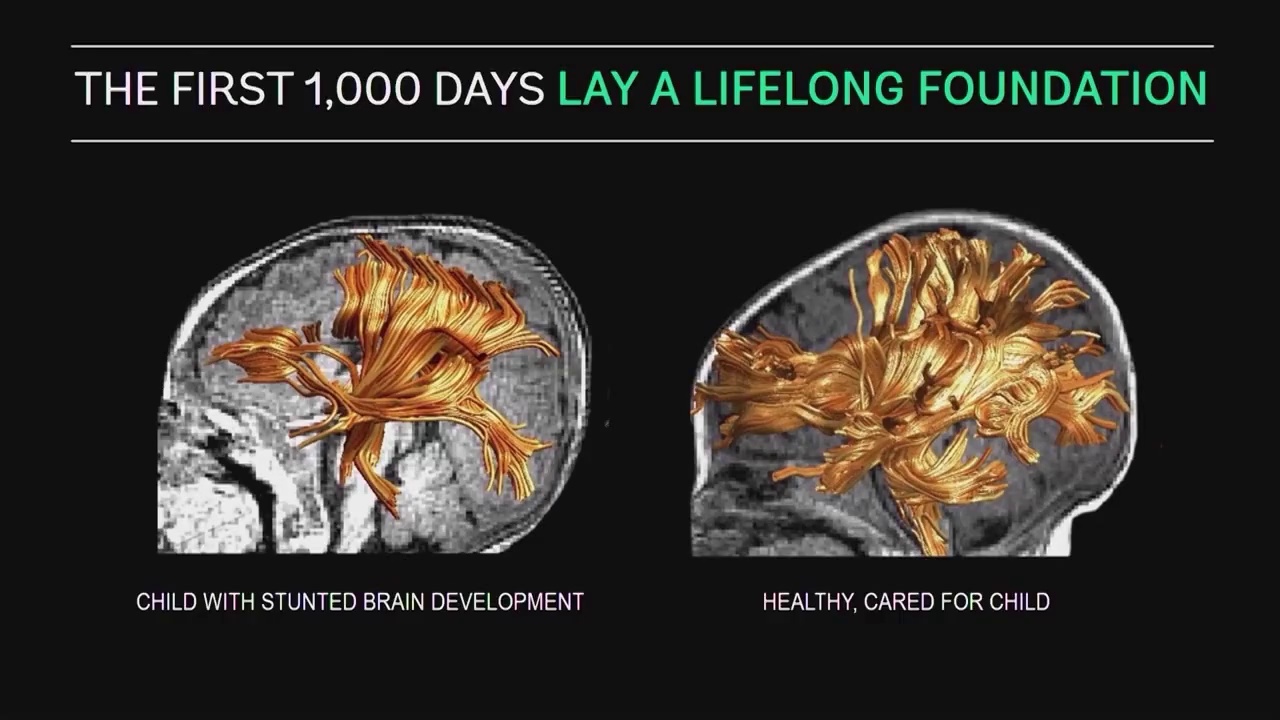 THE FIRST 1,000 DAYS LAY A LIFELONG FOUNDATION
CHILD WITH STUNTED BRAIN DEVELOPMENT
HEALTHY, CARED FOR CHILD